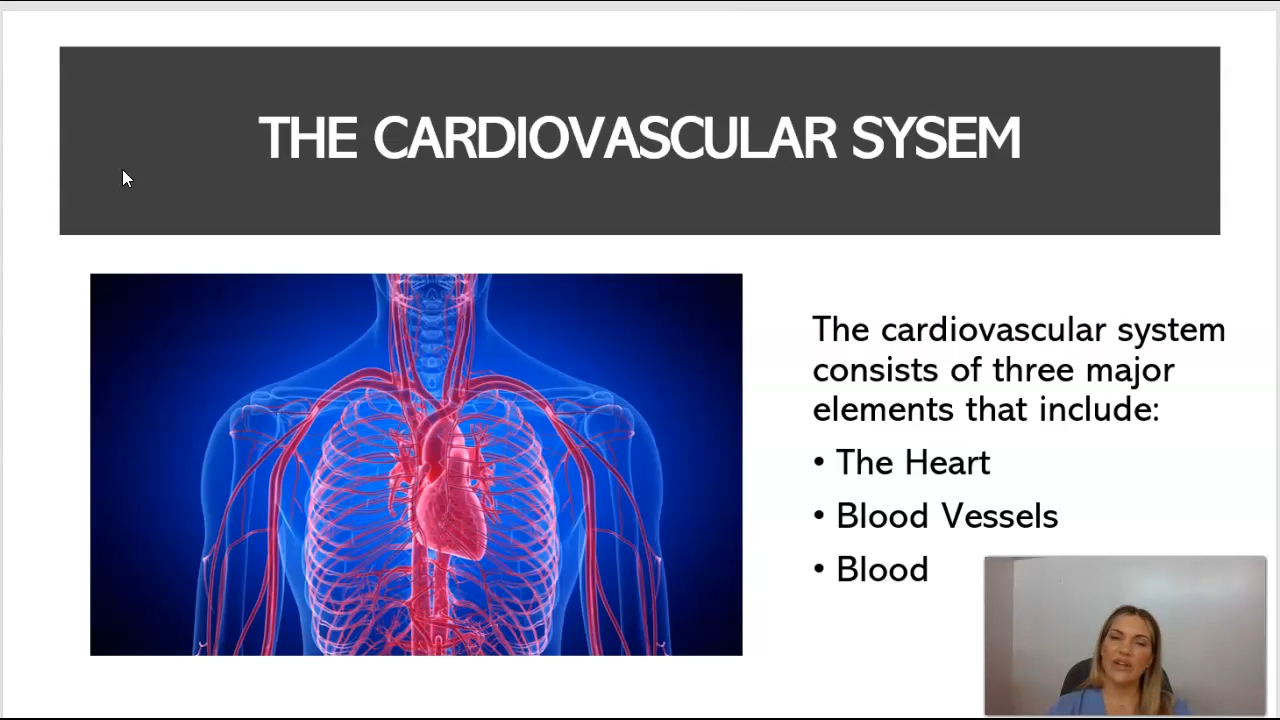 THE CARDIOVASCULAR SYSEM
The cardiovascular system
consists of three major
elements that include:
• The Heart
• Blood Vessels
• Blood